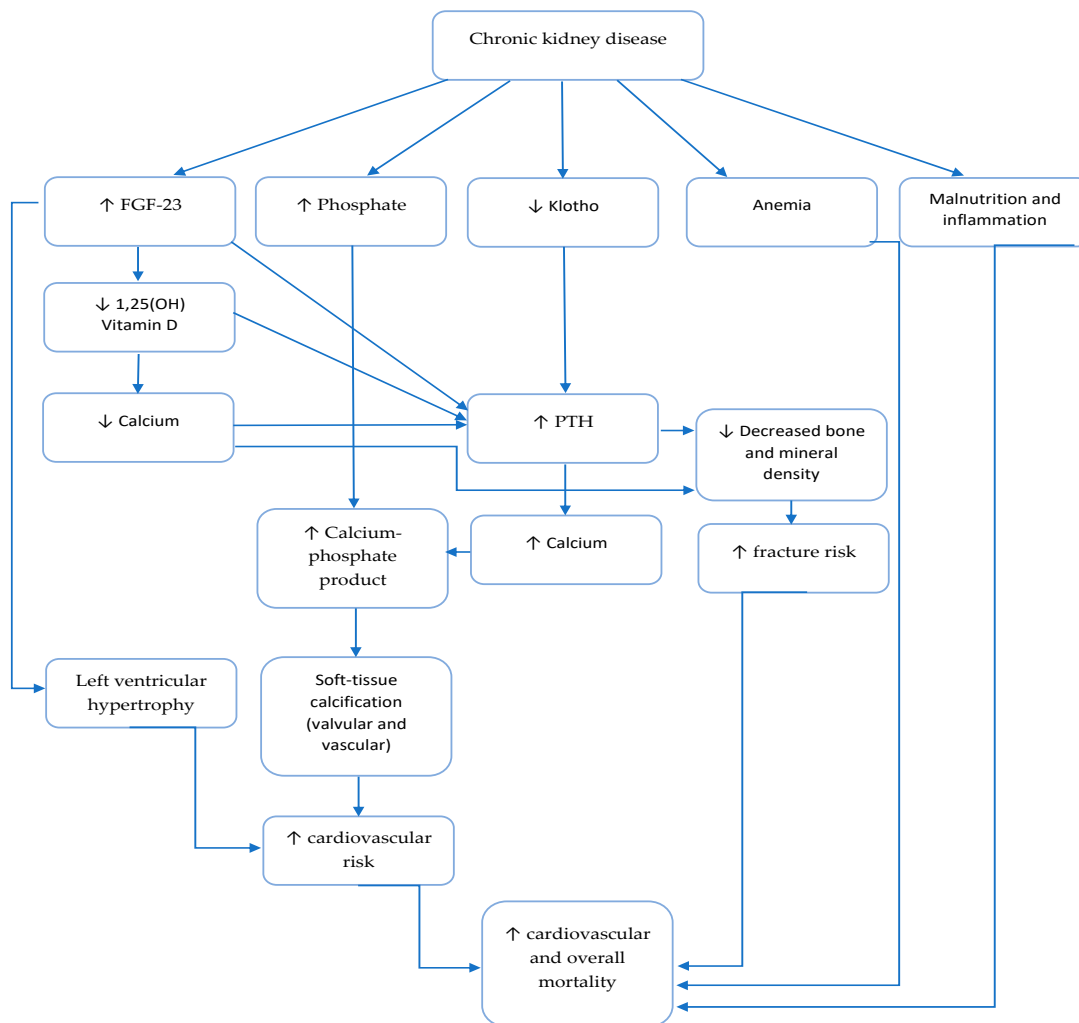 Chronic kidney disease
↑ FGF-23
↑ Phosphate
↓ Klotho
Anemia
Malnutrition and
inflammation
↓ 1,25(OH)
Vitamin D
↓ Calcium
↑ PTH
↓ Decreased bone
and mineral
density
↑ Calcium-
phosphate
product
↑ Calcium
↑ fracture risk
Left ventricular
hypertrophy
Soft-tissue
calcification
(valvular and
vascular)
↑ cardiovascular
risk
↑ cardiovascular
and overall
mortality